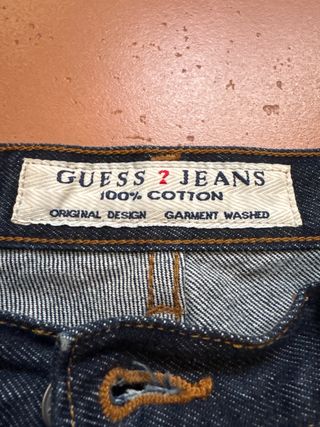 GUESS ? JEANS
100% COTTON
ORIGINAL DESIGN GARMENT WASHED